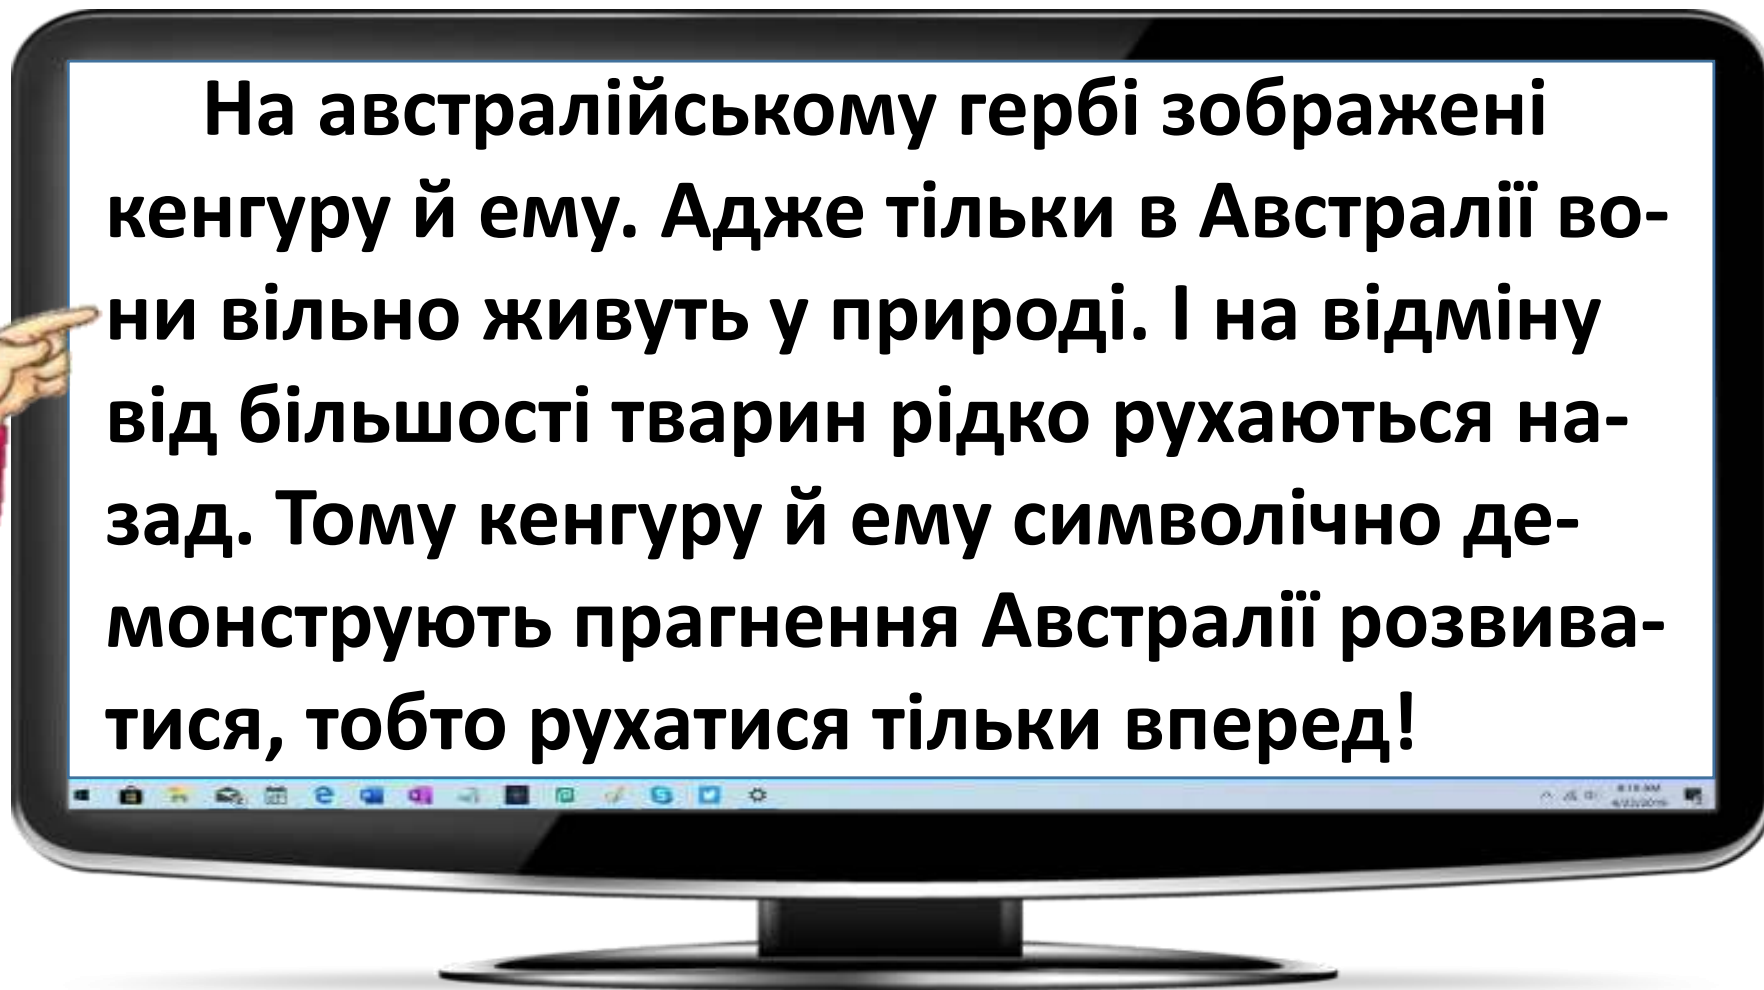 На австралійському гербі зображені
кенгуру й ему. Адже тільки в Австралії во-
ни вільно живуть у природі. І на відміну
від більшості тварин рідко рухаються на-
зад. Тому кенгуру й ему символічно де-
монструють прагнення Австралії розвива-
тися, тобто рухатися тільки вперед!